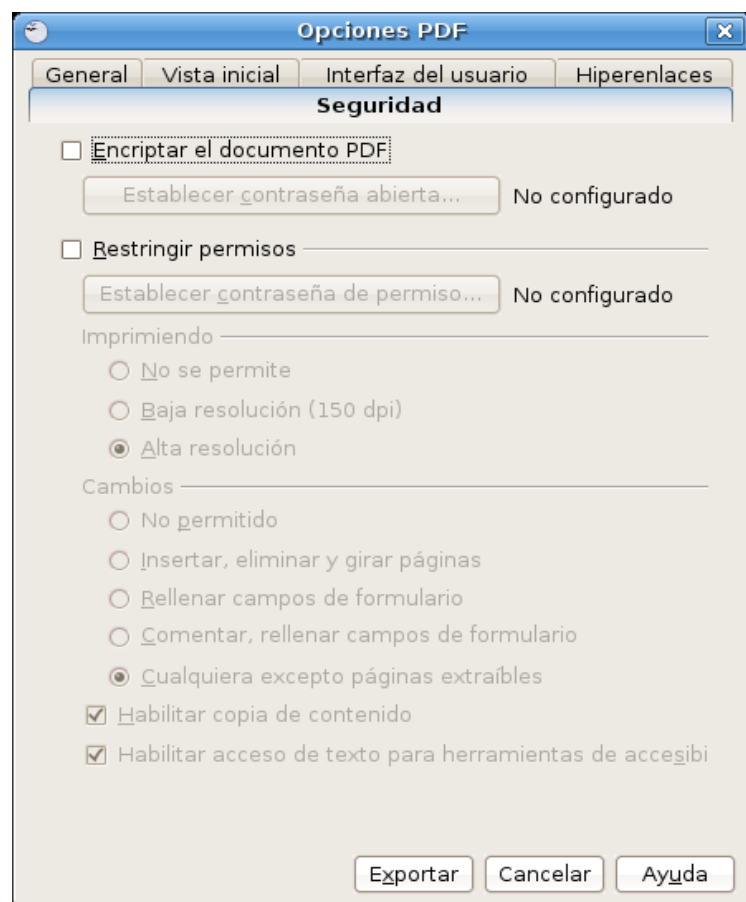 Opciones PDF
General Vista inicial Interfaz del usuario Hiperenlaces
Seguridad
Encriptar el documento PDF
Establecer contraseña abierta... No configurado
Restringir permisos
Establecer contraseña de permiso... No configurado
Imprimiendo
No se permite
Baja resolución (150 dpi)
Alta resolución
Cambios
No permitido
Insertar, eliminar y girar páginas
Rellenar campos de formulario
Comentar, rellenar campos de formulario
Cualquiera excepto páginas extraíbles
Habilitar copia de contenido
Habilitar acceso de texto para herramientas de accesibi
Exportar Cancelar Ayuda